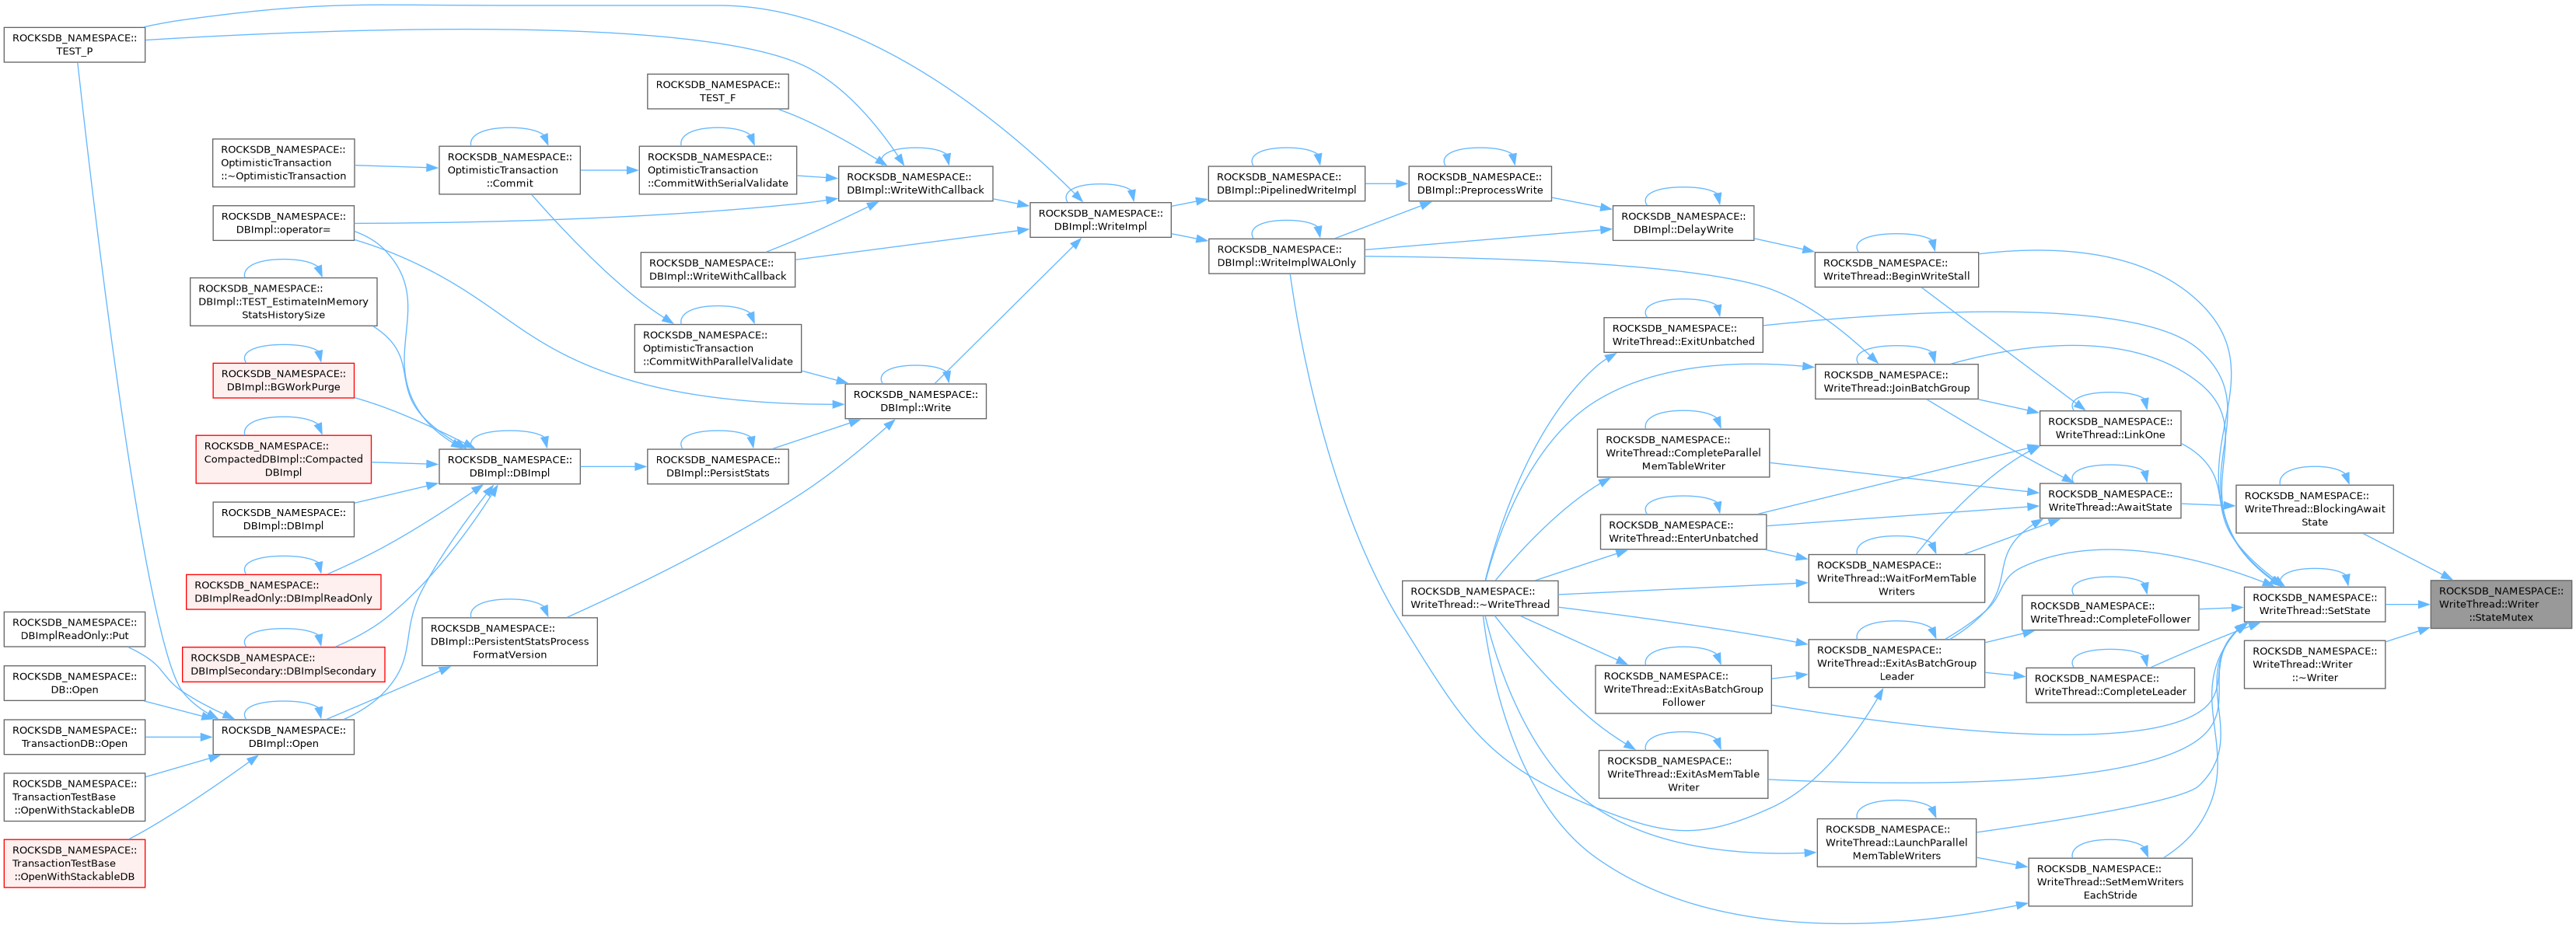 ROCKSDB_NAMESPACE::
TEST_P
ROCKSDB_NAMESPACE::
TEST_F
ROCKSDB_NAMESPACE::
OptimisticTransaction
::~OptimisticTransaction
ROCKSDB_NAMESPACE::
OptimisticTransaction
::Commit
ROCKSDB_NAMESPACE::
OptimisticTransaction
::CommitWithSerialValidate
ROCKSDB_NAMESPACE::
DBImpl::WriteWithCallback
ROCKSDB_NAMESPACE::
DBImpl::PipelinedWriteImpl
ROCKSDB_NAMESPACE::
DBImpl::PreprocessWrite
ROCKSDB_NAMESPACE::
DBImpl::operator=
ROCKSDB_NAMESPACE::
DBImpl::WriteImpl
ROCKSDB_NAMESPACE::
DBImpl::DelayWrite
ROCKSDB_NAMESPACE::
DBImpl::WriteWithCallback
ROCKSDB_NAMESPACE::
DBImpl::WriteImplWALOnly
ROCKSDB_NAMESPACE::
WriteThread::BeginWriteStall
ROCKSDB_NAMESPACE::
DBImpl::TEST_EstimateInMemory
StatsHistorySize
ROCKSDB_NAMESPACE::
OptimisticTransaction
::CommitWithParallelValidate
ROCKSDB_NAMESPACE::
WriteThread::ExitUnbatched
ROCKSDB_NAMESPACE::
DBImpl::BGWorkPurge
ROCKSDB_NAMESPACE::
DBImpl::Write
ROCKSDB_NAMESPACE::
WriteThread::JoinBatchGroup
ROCKSDB_NAMESPACE::
WriteThread::LinkOne
ROCKSDB_NAMESPACE::
CompactedDBImpl::Compacted
DBImpl
ROCKSDB_NAMESPACE::
DBImpl::DBImpl
ROCKSDB_NAMESPACE::
DBImpl::PersistStats
ROCKSDB_NAMESPACE::
WriteThread::CompleteParallel
MemTableWriter
ROCKSDB_NAMESPACE::
WriteThread::AwaitState
ROCKSDB_NAMESPACE::
WriteThread::BlockingAwait
State
ROCKSDB_NAMESPACE::
DBImpl::DBImpl
ROCKSDB_NAMESPACE::
WriteThread::EnterUnbatched
ROCKSDB_NAMESPACE::
DBImplReadOnly::DBImplReadOnly
ROCKSDB_NAMESPACE::
WriteThread::~WriteThread
ROCKSDB_NAMESPACE::
WriteThread::WaitForMemTable
Writers
ROCKSDB_NAMESPACE::
WriteThread::CompleteFollower
ROCKSDB_NAMESPACE::
WriteThread::SetState
ROCKSDB_NAMESPACE::
WriteThread::Writer
::StateMutex
ROCKSDB_NAMESPACE::
DBImplReadOnly::Put
ROCKSDB_NAMESPACE::
DBImplSecondary::DBImplSecondary
ROCKSDB_NAMESPACE::
DBImpl::PersistentStatsProcess
FormatVersion
ROCKSDB_NAMESPACE::
WriteThread::ExitAsBatchGroup
Leader
ROCKSDB_NAMESPACE::
WriteThread::Writer
::~Writer
ROCKSDB_NAMESPACE::
DB::Open
ROCKSDB_NAMESPACE::
WriteThread::ExitAsBatchGroup
Follower
ROCKSDB_NAMESPACE::
WriteThread::CompleteLeader
ROCKSDB_NAMESPACE::
TransactionDB::Open
ROCKSDB_NAMESPACE::
DBImpl::Open
ROCKSDB_NAMESPACE::
WriteThread::ExitAsMemTable
Writer
ROCKSDB_NAMESPACE::
TransactionTestBase
::OpenWithStackableDB
ROCKSDB_NAMESPACE::
WriteThread::LaunchParallel
MemTableWriters
ROCKSDB_NAMESPACE::
TransactionTestBase
::OpenWithStackableDB
ROCKSDB_NAMESPACE::
WriteThread::SetMemWriters
EachStride